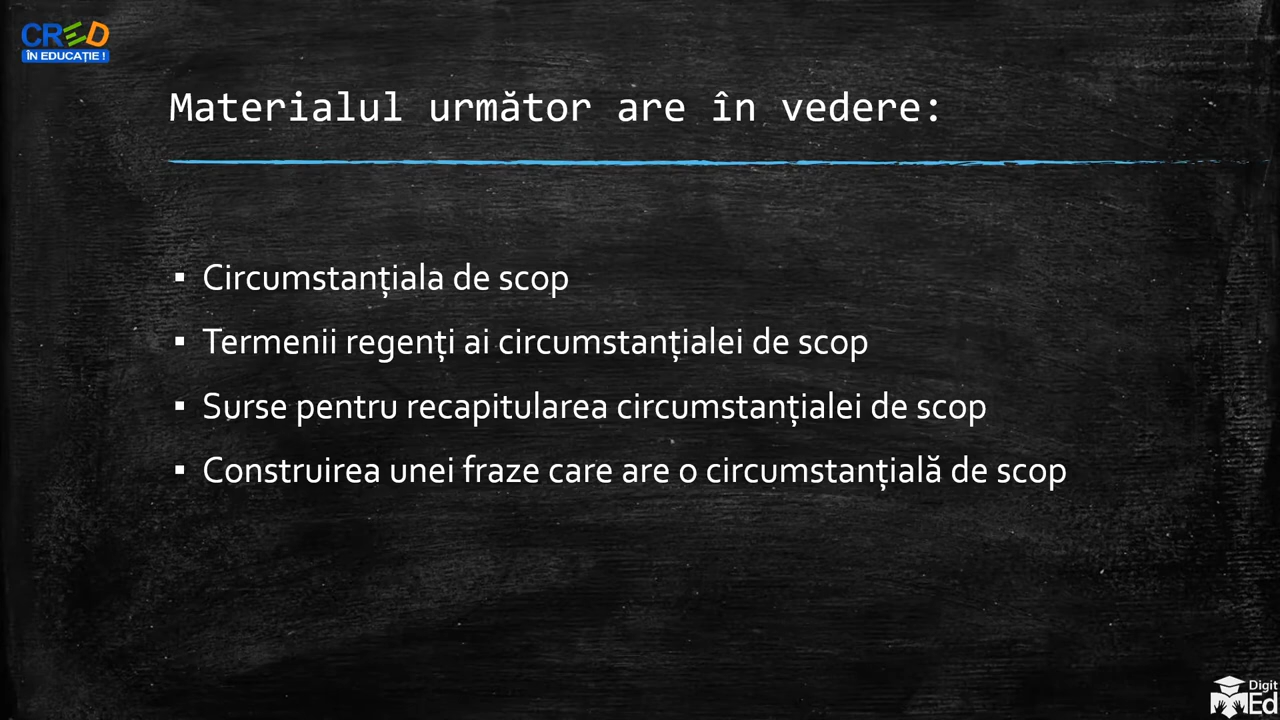 CRED
ÎN EDUCAȚIE !
Materialul următor are în vedere:
▪ Circumstanțiala de scop
▪ Termenii regenți ai circumstanțialei de scop
▪ Surse pentru recapitularea circumstanțialei de scop
▪ Construirea unei fraze care are o circumstanțială de scop
Digit
Ed